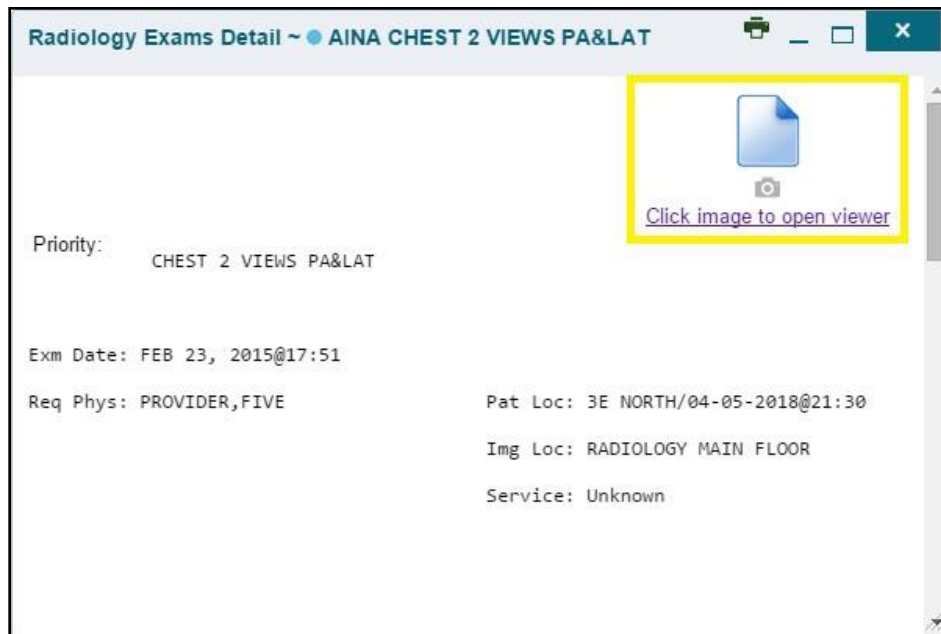 Radiology Exams Detail ~ AINA CHEST 2 VIEWS PA&LAT
Click image to open viewer
Priority:
CHEST 2 VIEWS PA&LAT
Exm Date: FEB 23, 2015@17:51
Req Phys: PROVIDER,FIVE Pat Loc: 3E NORTH/04-05-2018@21:30
Img Loc: RADIOLOGY MAIN FLOOR
Service: Unknown